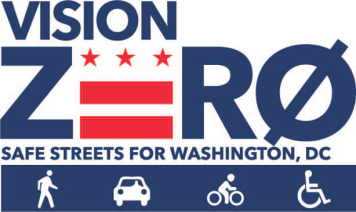 VISION
ZERØ
SAFE STREETS FOR WASHINGTON, DC